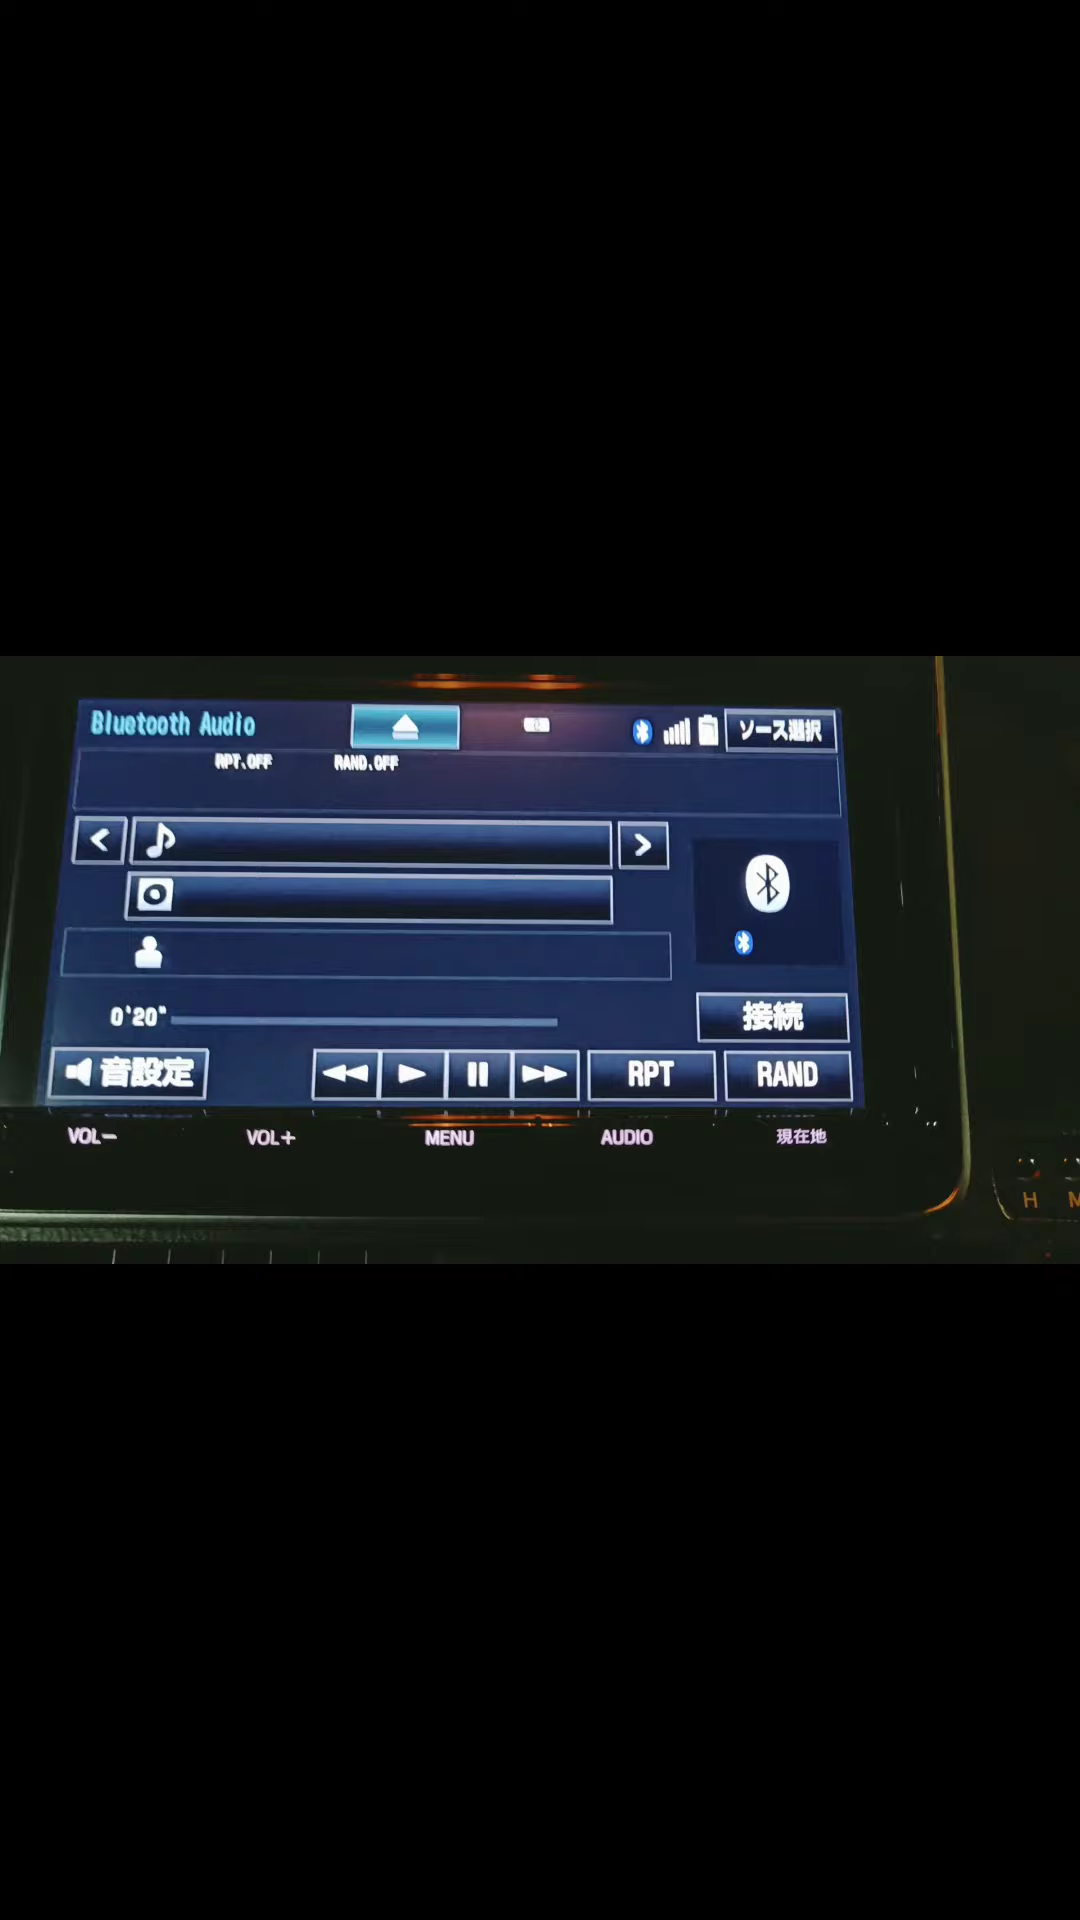 Bluetooth Audio
ソース選択
RPT.OFF RAND.OFF
0'20"
接続
音設定 RPT RAND
VOL− VOL+ MENU AUDIO 現在地
H